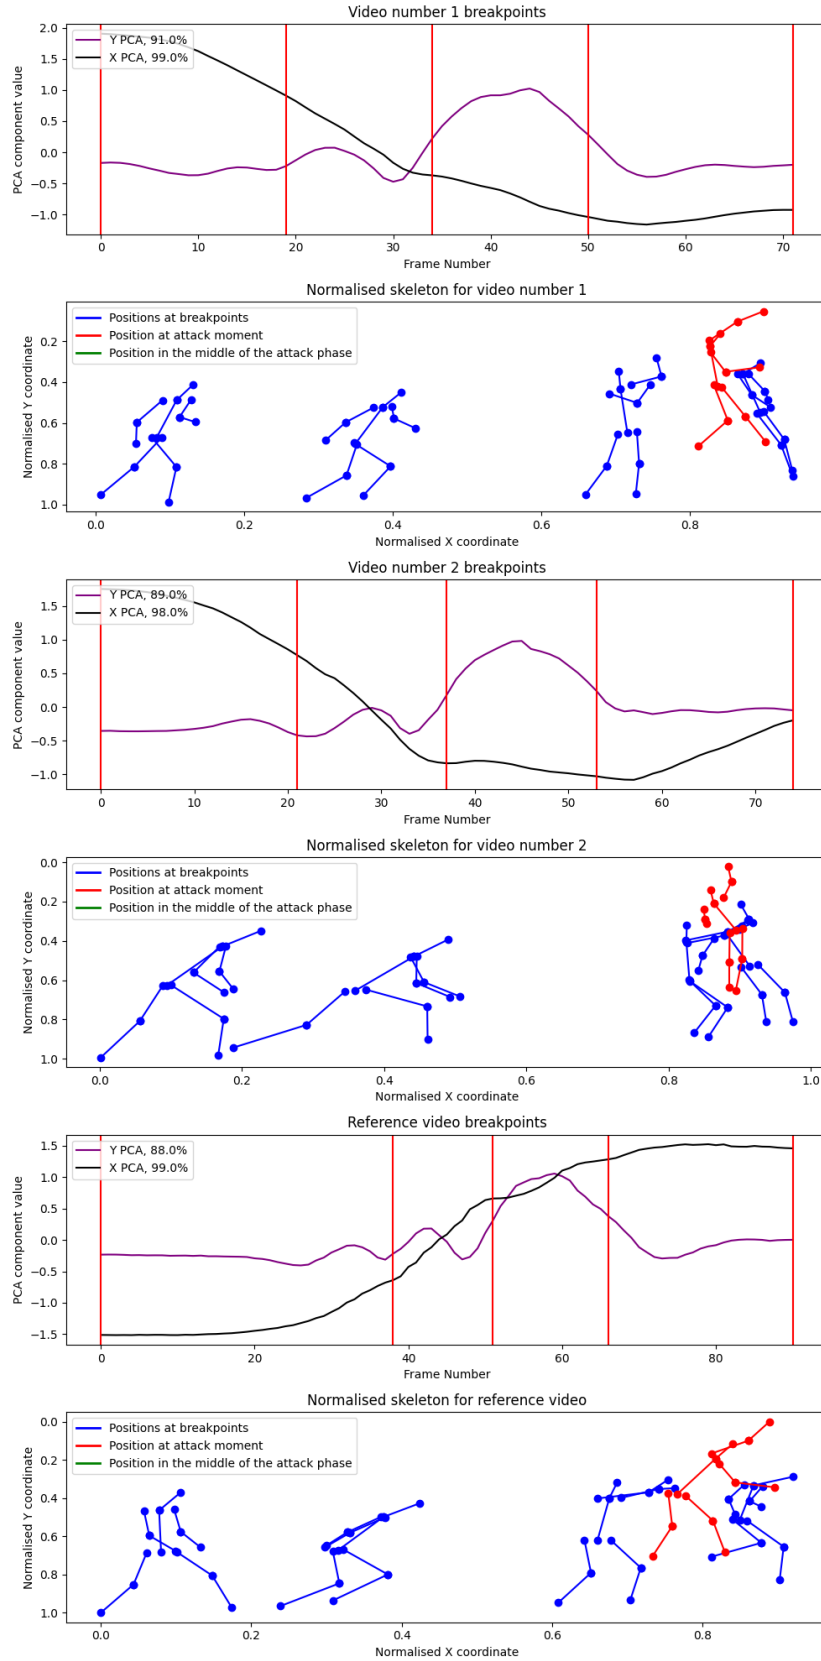 Video number 1 breakpoints
PCA component value
2.0
1.5
1.0
0.5
0.0
−0.5
−1.0
Y PCA, 91.0%
X PCA, 99.0%
0 10 20 30 40 50 60 70
Frame Number
Normalised skeleton for video number 1
Normalised Y coordinate
0.2
0.4
0.6
0.8
1.0
Positions at breakpoints
Position at attack moment
Position in the middle of the attack phase
0.0 0.2 0.4 0.6 0.8
Normalised X coordinate
Video number 2 breakpoints
PCA component value
1.5
1.0
0.5
0.0
−0.5
−1.0
Y PCA, 89.0%
X PCA, 98.0%
0 10 20 30 40 50 60 70
Frame Number
Normalised skeleton for video number 2
Normalised Y coordinate
0.0
0.2
0.4
0.6
0.8
1.0
Positions at breakpoints
Position at attack moment
Position in the middle of the attack phase
0.0 0.2 0.4 0.6 0.8 1.0
Normalised X coordinate
Reference video breakpoints
PCA component value
1.5
1.0
0.5
0.0
−0.5
−1.0
−1.5
Y PCA, 88.0%
X PCA, 99.0%
0 20 40 60 80
Frame Number
Normalised skeleton for reference video
Normalised Y coordinate
0.0
0.2
0.4
0.6
0.8
1.0
Positions at breakpoints
Position at attack moment
Position in the middle of the attack phase
0.0 0.2 0.4 0.6 0.8
Normalised X coordinate